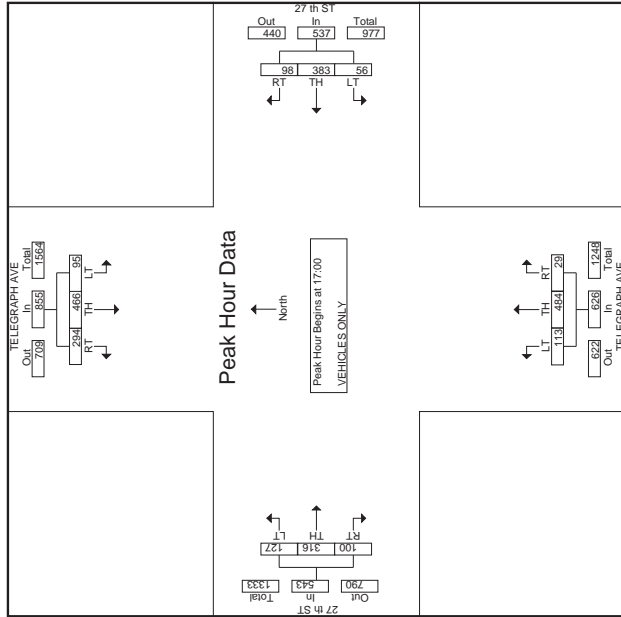 27 th ST
Out In Total
440 537 977
98 383 56
RT TH LT
TELEGRAPH AVE
Out In Total
709 855 1564
294 466 95
RT TH LT
Peak Hour Data
North
Peak Hour Begins at 17:00
VEHICLES ONLY
29 484 113
RT TH LT
1248 626 622
Total In Out
TELEGRAPH AVE
LT TH RT
127 316 100
1333 543 790
Total In Out
27 th ST